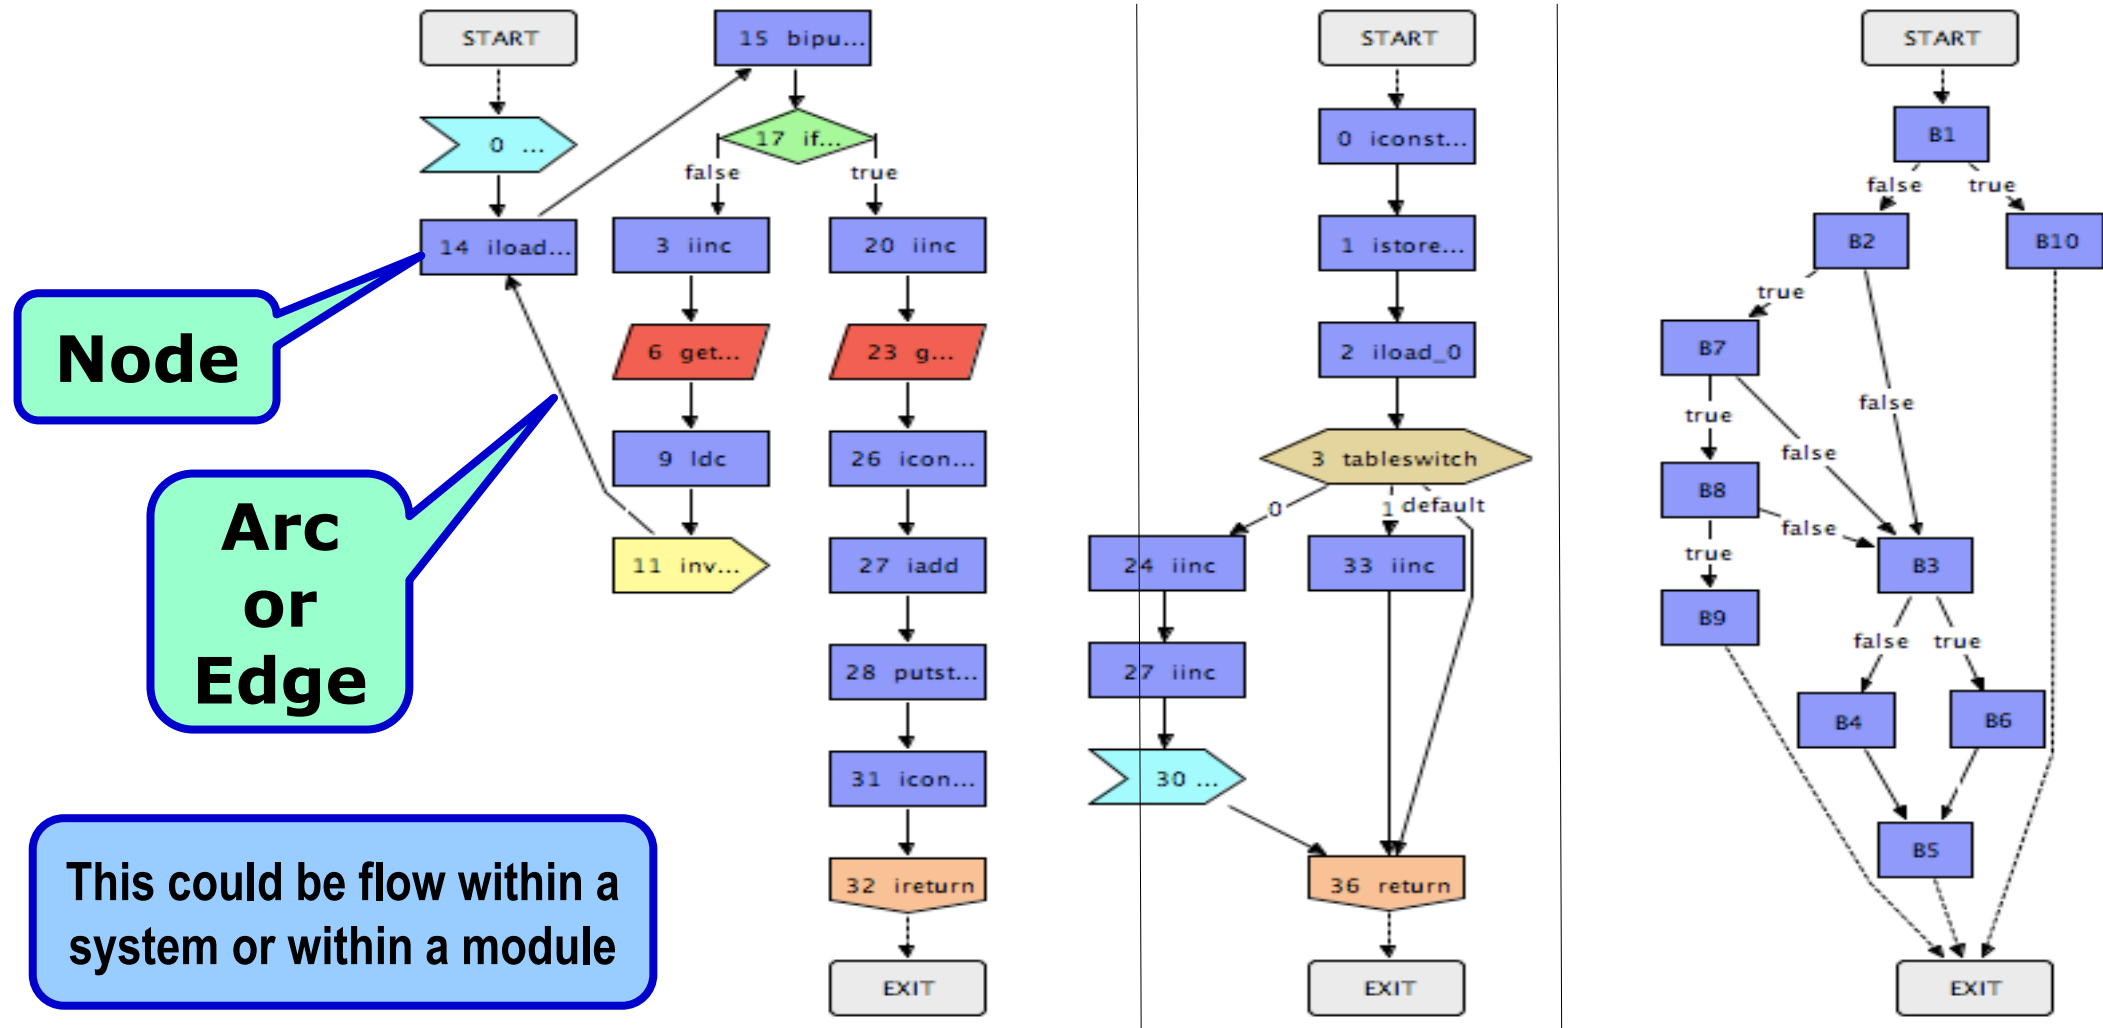 START
0 ...
14 iload...
15 bipu...
17 if...
false
true
3 iinc
6 get...
9 ldc
11 inv...
20 iinc
23 g...
26 icon...
27 iadd
28 putst...
31 icon...
32 ireturn
EXIT
Node
Arc
or
Edge
This could be flow within a
system or within a module
START
0 iconst...
1 istore...
2 iload_0
3 tableswitch
0
1
default
24 iinc
33 iinc
27 iinc
30 ...
36 return
EXIT
START
B1
false
true
B2
B10
true
false
B7
true
false
B8
false
true
B3
B9
false
true
B4
B6
B5
EXIT